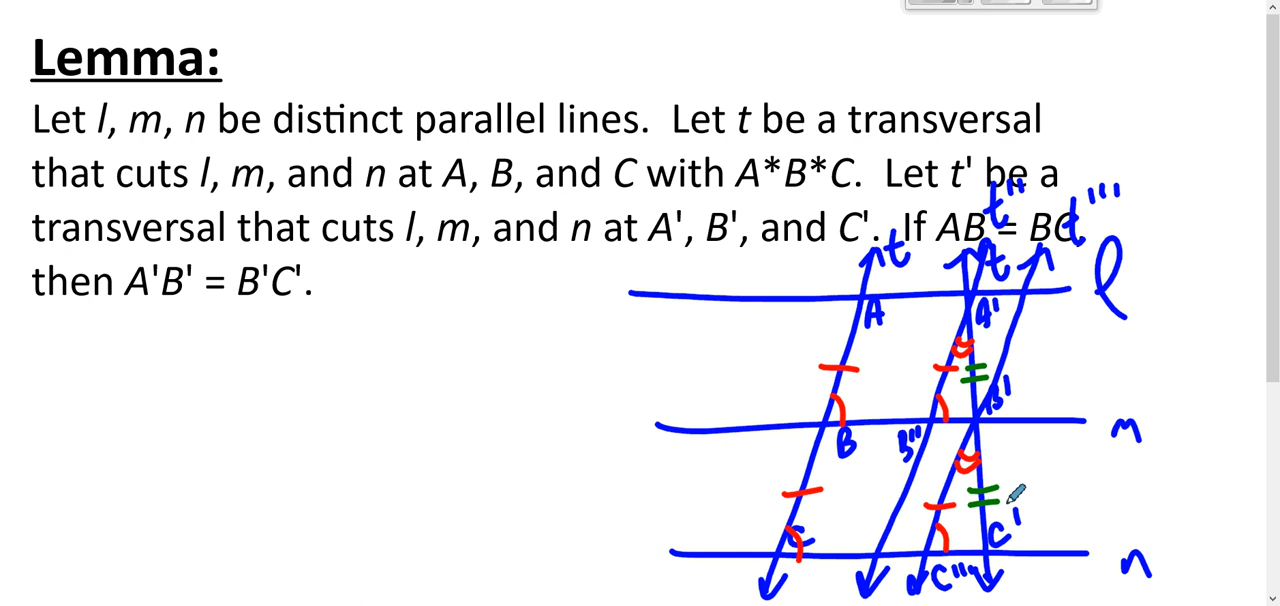 Lemma:
Let l, m, n be distinct parallel lines. Let t be a transversal
that cuts l, m, and n at A, B, and C with A*B*C. Let t' be a
transversal that cuts l, m, and n at A', B', and C'. If AB = BC,
then A'B' = B'C'.
t'' t'''
t t l
A A'
B B'' B' m
C C''' C' n